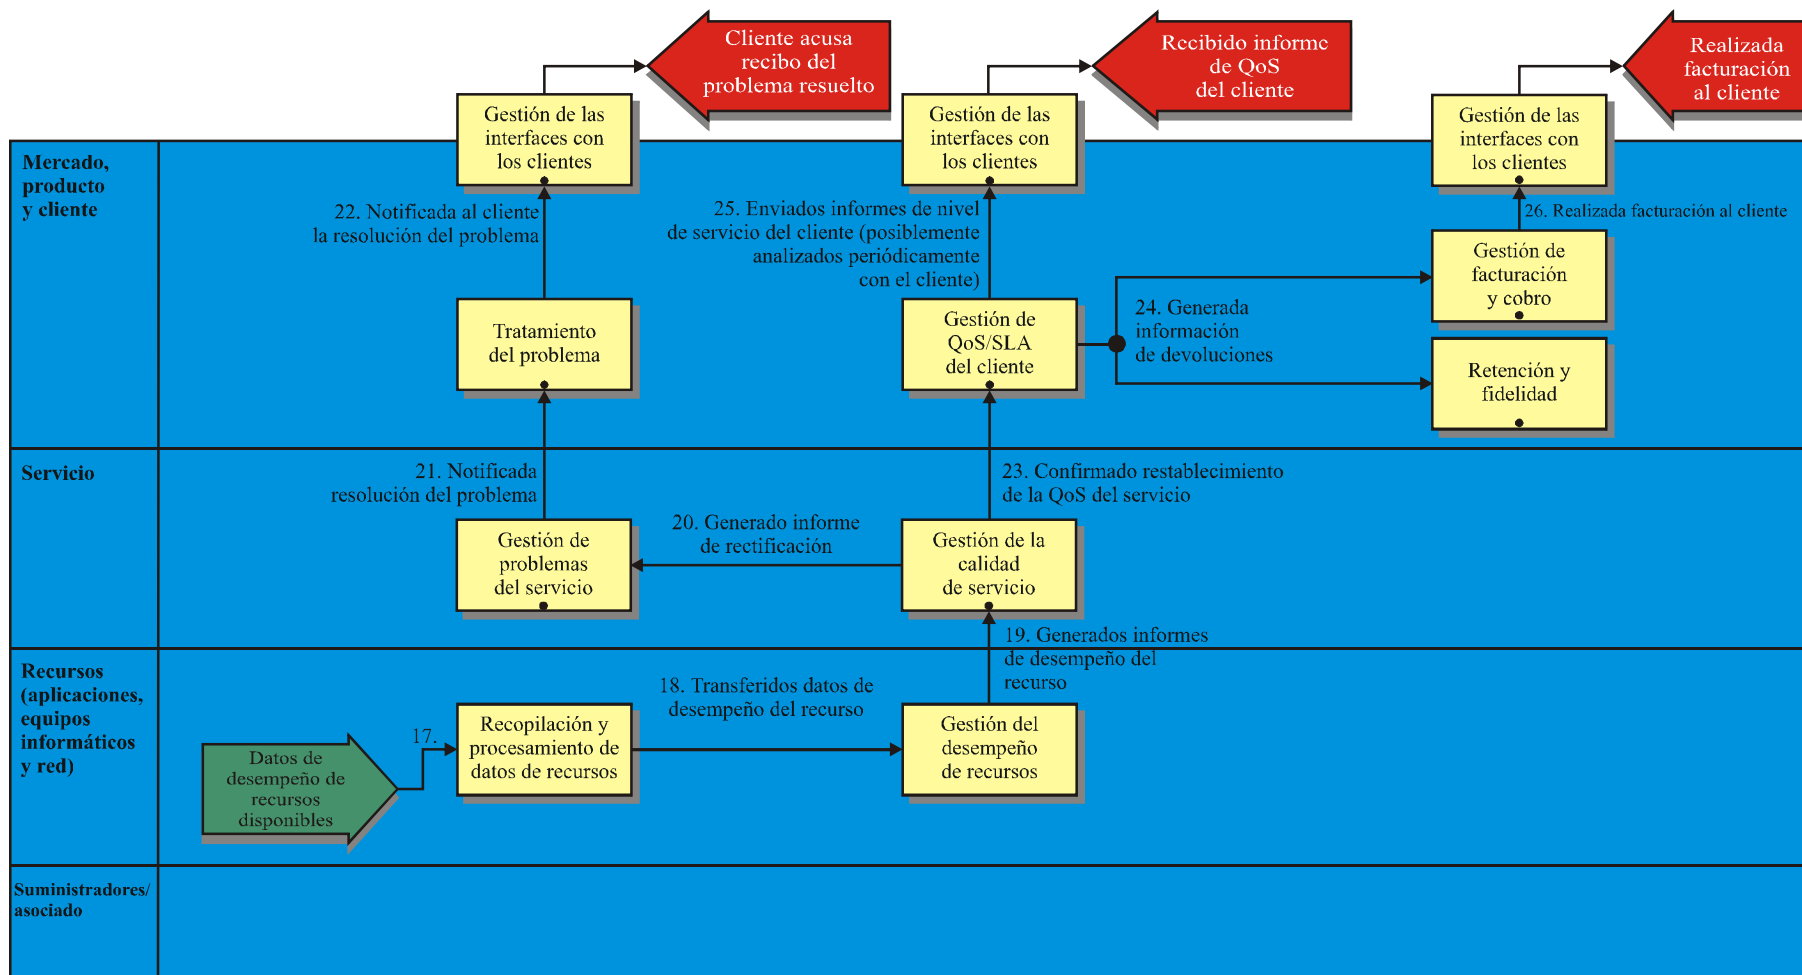 Cliente acusa
recibo del
problema resuelto
Recibido informe
de QoS
del cliente
Realizada
facturación
al cliente
Gestión de las
interfaces con
los clientes
Gestión de las
interfaces con
los clientes
Gestión de las
interfaces con
los clientes
Mercado,
producto
y cliente
22. Notificada al cliente
la resolución del problema
25. Enviados informes de nivel
de servicio del cliente (posiblemente
analizados periódicamente
con el cliente)
26. Realizada facturación al cliente
Tratamiento
del problema
Gestión de
QoS/SLA
del cliente
24. Generada
información
de devoluciones
Gestión de
facturación
y cobro
Retención y
fidelidad
Servicio
21. Notificada
resolución del problema
23. Confirmado restablecimiento
de la QoS del servicio
Gestión de
problemas
del servicio
20. Generado informe
de rectificación
Gestión de la
calidad
de servicio
19. Generados informes
de desempeño del
recurso
Recursos
(aplicaciones,
equipos
informáticos
y red)
Datos de
desempeño de
recursos
disponibles
17.
Recopilación y
procesamiento de
datos de recursos
18. Transferidos datos de
desempeño del recurso
Gestión del
desempeño
de recursos
Suministradores/
asociado